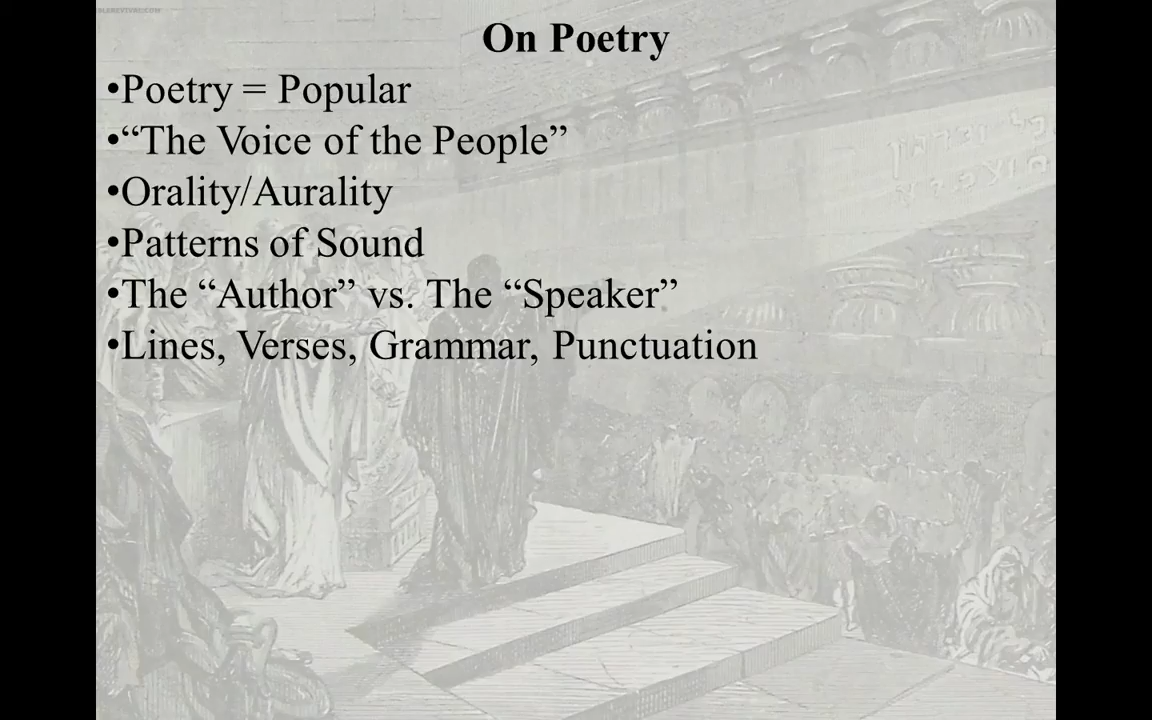 On Poetry
•Poetry = Popular
•“The Voice of the People”
•Orality/Aurality
•Patterns of Sound
•The “Author” vs. The “Speaker”
•Lines, Verses, Grammar, Punctuation